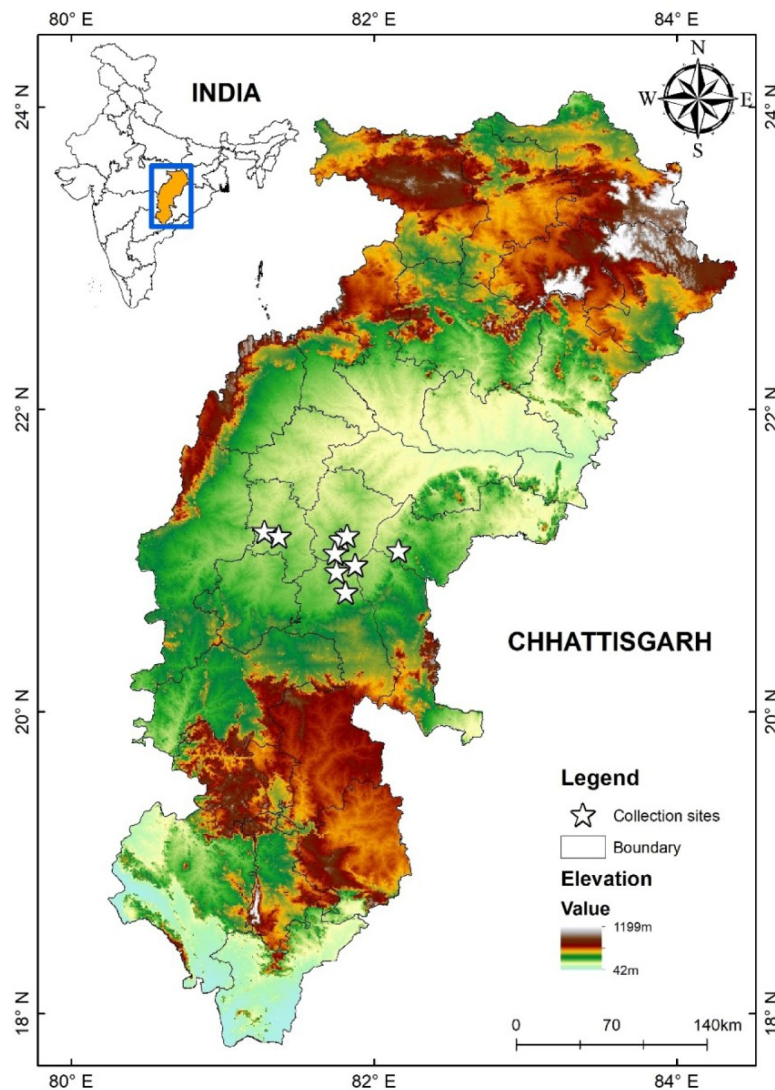 80° E 82° E 84° E
INDIA
N
W E
S
24° N 24° N
22° N 22° N
CHHATTISGARH
20° N 20° N
Legend
Collection sites
Boundary
Elevation
Value
1199m
42m
18° N 18° N
0 70 140km
80° E 82° E 84° E